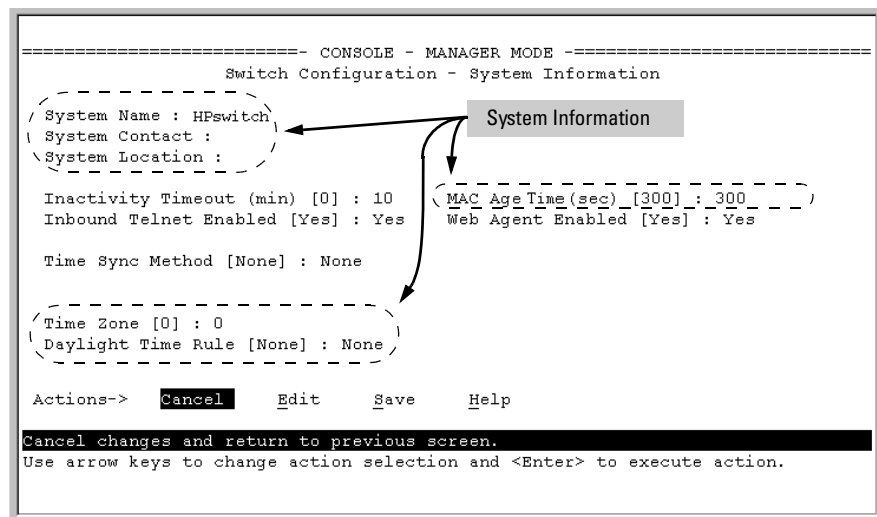 ==========================- CONSOLE - MANAGER MODE -============================
Switch Configuration - System Information
System Name : HPswitch
System Contact :
System Location :
System Information
Inactivity Timeout (min) [0] : 10 MAC Age Time(sec) [300] : 300
Inbound Telnet Enabled [Yes] : Yes Web Agent Enabled [Yes] : Yes
Time Sync Method [None] : None
Time Zone [0] : 0
Daylight Time Rule [None] : None
Actions-> Cancel Edit Save Help
Cancel changes and return to previous screen.
Use arrow keys to change action selection and <Enter> to execute action.